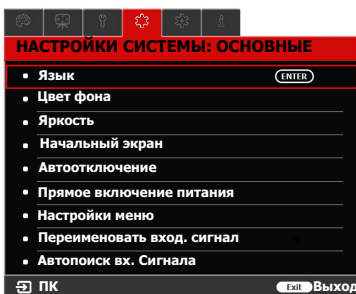 НАСТРОЙКИ СИСТЕМЫ: ОСНОВНЫЕ
Язык ENTER
Цвет фона
Яркость
Начальный экран
Автоотключение
Прямое включение питания
Настройки меню
Переименовать вход. сигнал
Автопоиск вх. Сигнала
ПК Exit Выход